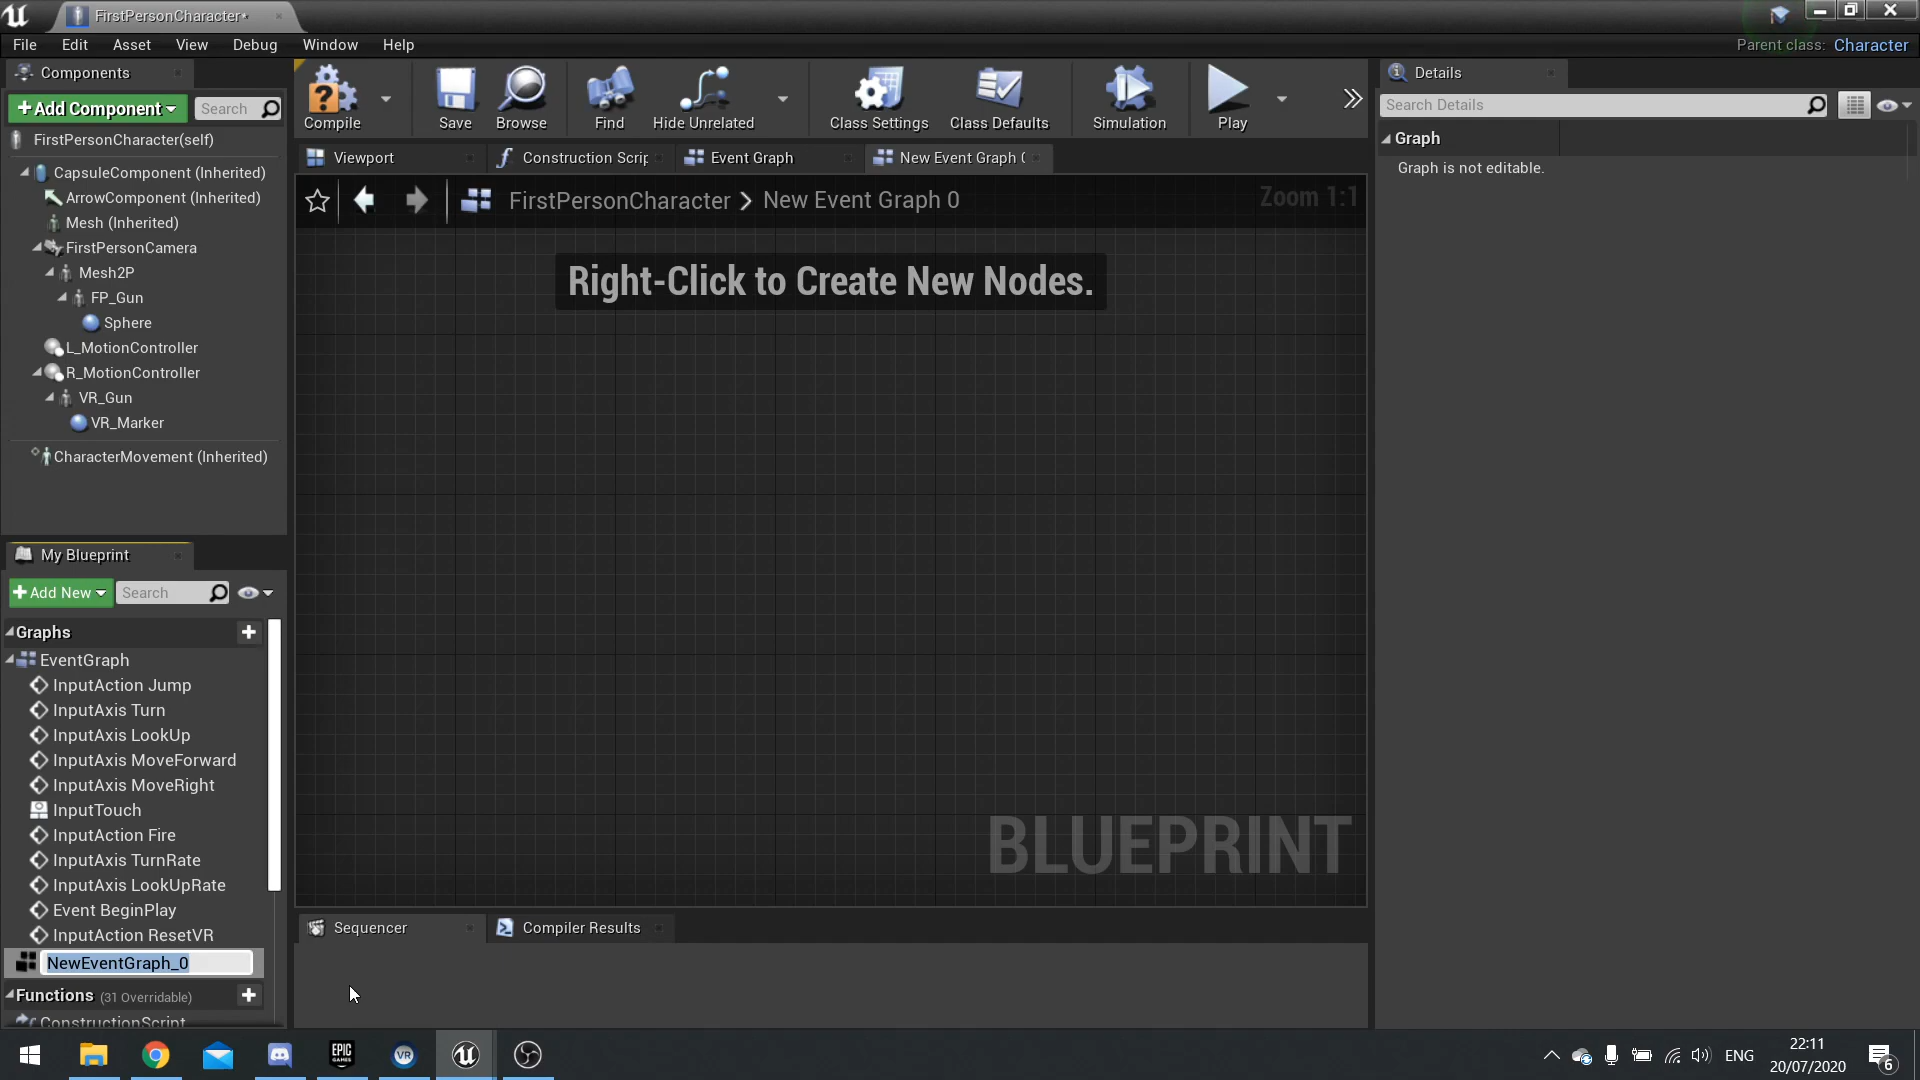 FirstPersonCharacter*
File Edit Asset View Debug Window Help
Parent class: Character
Components
Add Component
Search
FirstPersonCharacter(self)
CapsuleComponent (Inherited)
ArrowComponent (Inherited)
Mesh (Inherited)
FirstPersonCamera
Mesh2P
FP_Gun
Sphere
L_MotionController
R_MotionController
VR_Gun
VR_Marker
CharacterMovement (Inherited)
My Blueprint
Add New
Search
Graphs
EventGraph
InputAction Jump
InputAxis Turn
InputAxis LookUp
InputAxis MoveForward
InputAxis MoveRight
InputTouch
InputAction Fire
InputAxis TurnRate
InputAxis LookUpRate
Event BeginPlay
InputAction ResetVR
NewEventGraph_0
Functions (31 Overridable)
ConstructionScript
Compile Save Browse Find Hide Unrelated Class Settings Class Defaults Simulation Play
Viewport Construction Scrip Event Graph New Event Graph 0
FirstPersonCharacter > New Event Graph 0
Zoom 1:1
Right-Click to Create New Nodes.
BLUEPRINT
Sequencer Compiler Results
Details
Search Details
Graph
Graph is not editable.
EPIC
GAMES
VR
ENG
22:11
20/07/2020
6